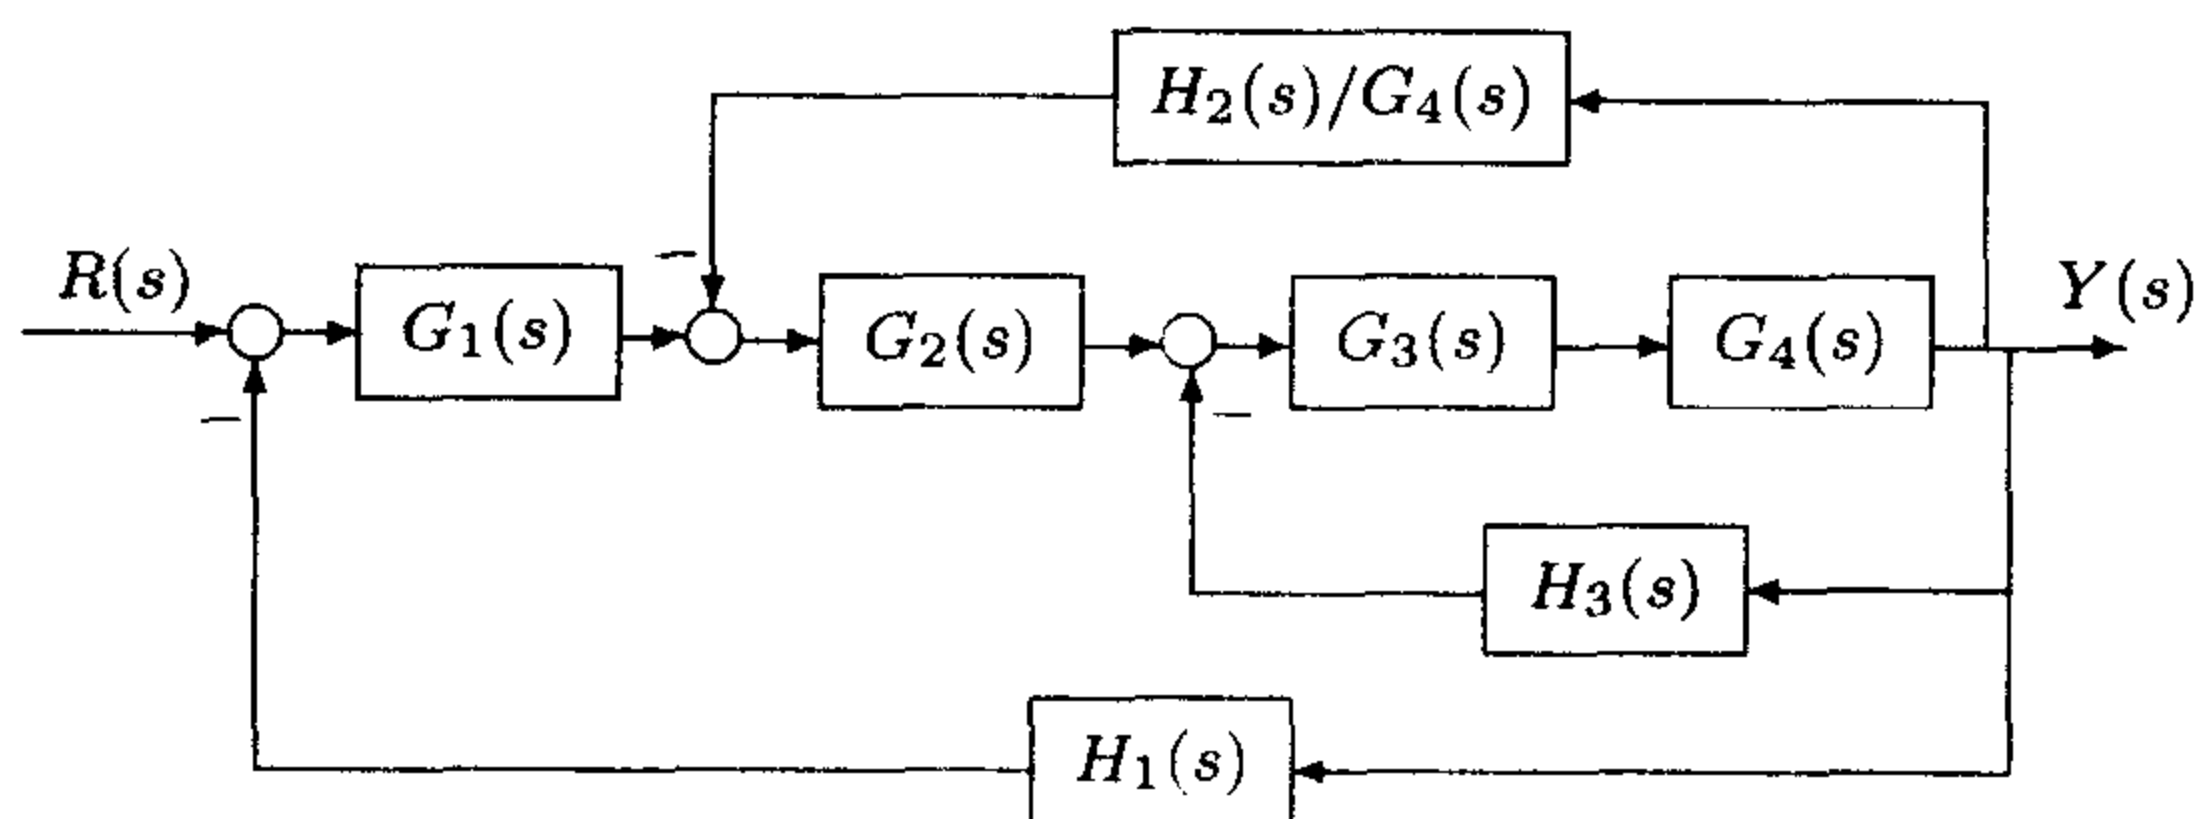 H₂(s)/G₄(s)
R(s)
−
G₁(s)
G₂(s)
G₃(s)
G₄(s)
Y(s)
−
−
H₃(s)
H₁(s)